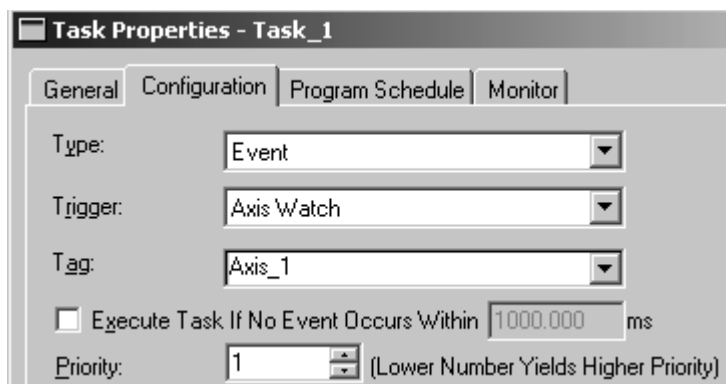 Task Properties - Task_1
General Configuration Program Schedule Monitor
Type: Event
Trigger: Axis Watch
Tag: Axis_1
Execute Task If No Event Occurs Within 1000.000 ms
Priority: 1 (Lower Number Yields Higher Priority)